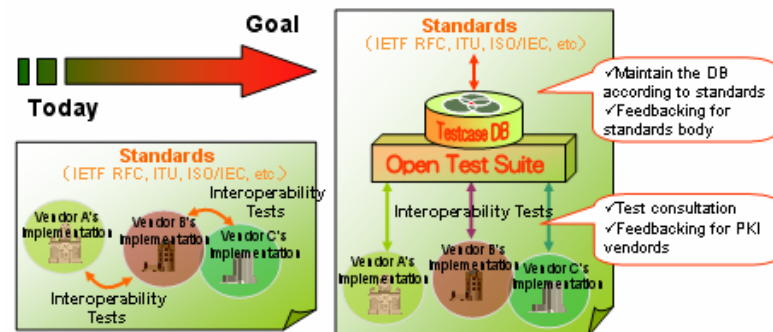 Goal
Today
Standards
(IETF RFC, ITU, ISO/IEC, etc)
Interoperability
Tests
Vendor A's
Implementation
Vendor B's
Implementation
Vendor C's
Implementation
Interoperability
Tests
Standards
(IETF RFC, ITU, ISO/IEC, etc)
Testcase DB
Open Test Suite
Interoperability Tests
Vendor A's
Implementation
Vendor B's
Implementation
Vendor C's
Implementation
✓Maintain the DB
according to standards
✓Feedbacking for
standards body
✓Test consultation
✓Feedbacking for PKI
vendords